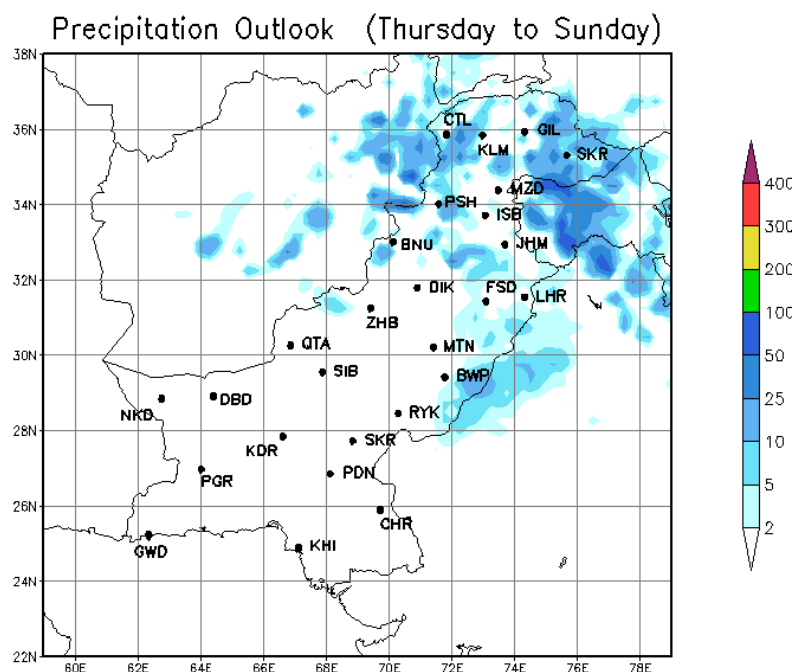 Precipitation Outlook (Thursday to Sunday)
38N
36N
34N
32N
30N
28N
26N
24N
22N
60E 62E 64E 66E 68E 70E 72E 74E 76E 78E
CTL
GIL
KLM
SKR
MZD
PSH
ISB
BNU
JHM
DIK
FSD
LHR
ZHB
QTA
MTN
SIB
BWP
NKD
DBD
RYK
KDR
SKR
PGR
PDN
CHR
GWD
KHI
400
300
200
100
50
25
10
5
2